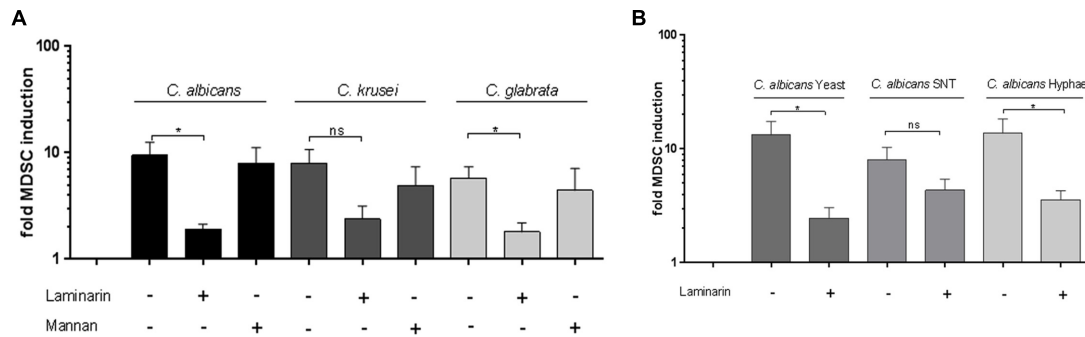 A
fold MDSC induction
100
10
1
C. albicans
C. krusei
C. glabrata
*
ns
*
Laminarin - + - - + - - + -
Mannan - - + - - + - - +
B
fold MDSC induction
100
10
1
C. albicans Yeast
C. albicans SNT
C. albicans Hyphae
*
ns
*
Laminarin - + - + - +